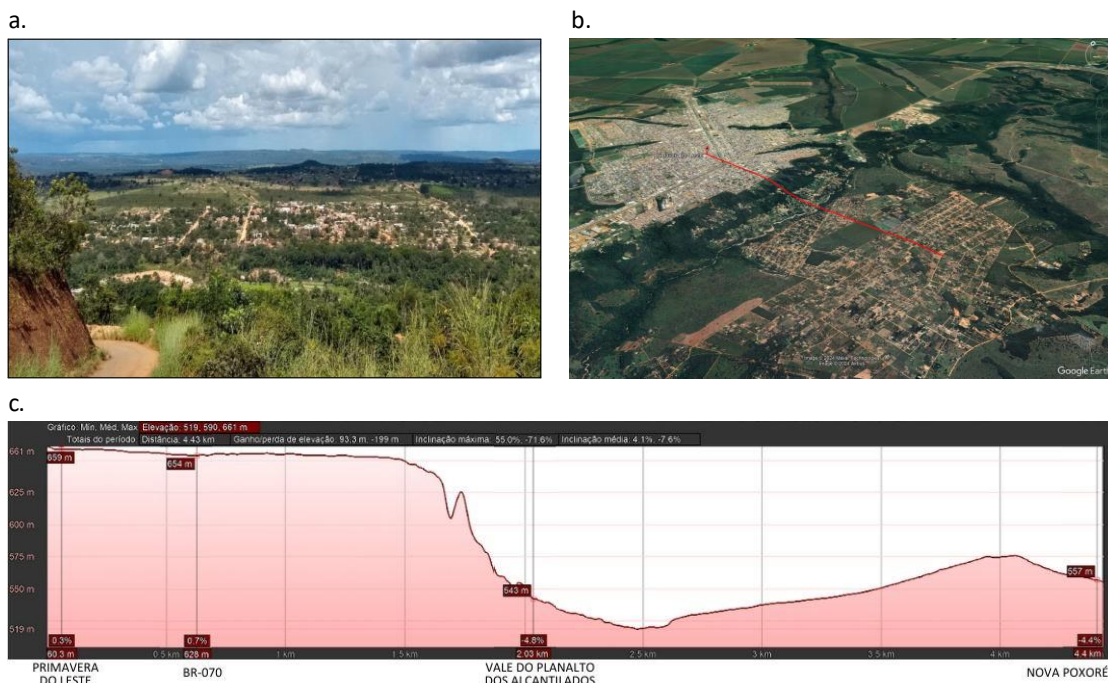 a.
b.
Google Earth
c.
Gráfico: Mín, Méd, Máx Elevação: 519, 590, 661 m
Totais do período: Distância: 4.43 km Ganho/perda de elevação: 93.3 m, -199 m Inclinação máxima: 55.0%, -71.6% Inclinação média: 4.1%, -7.6%
661 m
659 m
654 m
625 m
600 m
575 m
557 m
550 m
543 m
519 m
0.3% 0.7% -4.8% -4.4%
60.3 m 0.5 km 628 m 1 km 1.5 km 2.03 km 2.5 km 3 km 3.5 km 4 km 4.4 km
PRIMAVERA DO LESTE
BR-070
VALE DO PLANALTO DOS ALCANTILADOS
NOVA POXORÉU